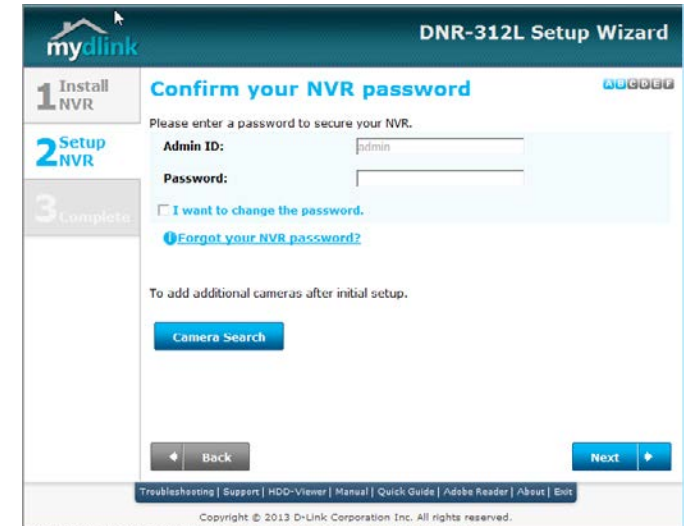 mydlink
DNR-312L Setup Wizard
1 Install
NVR
2 Setup
NVR
3 Complete
Confirm your NVR password
A B C D E F
Please enter a password to secure your NVR.
Admin ID: admin
Password:
I want to change the password.
Forgot your NVR password?
To add additional cameras after initial setup.
Camera Search
Back
Next
Troubleshooting | Support | HDD-Viewer | Manual | Quick Guide | Adobe Reader | About | Exit
Copyright © 2013 D-Link Corporation Inc. All rights reserved.